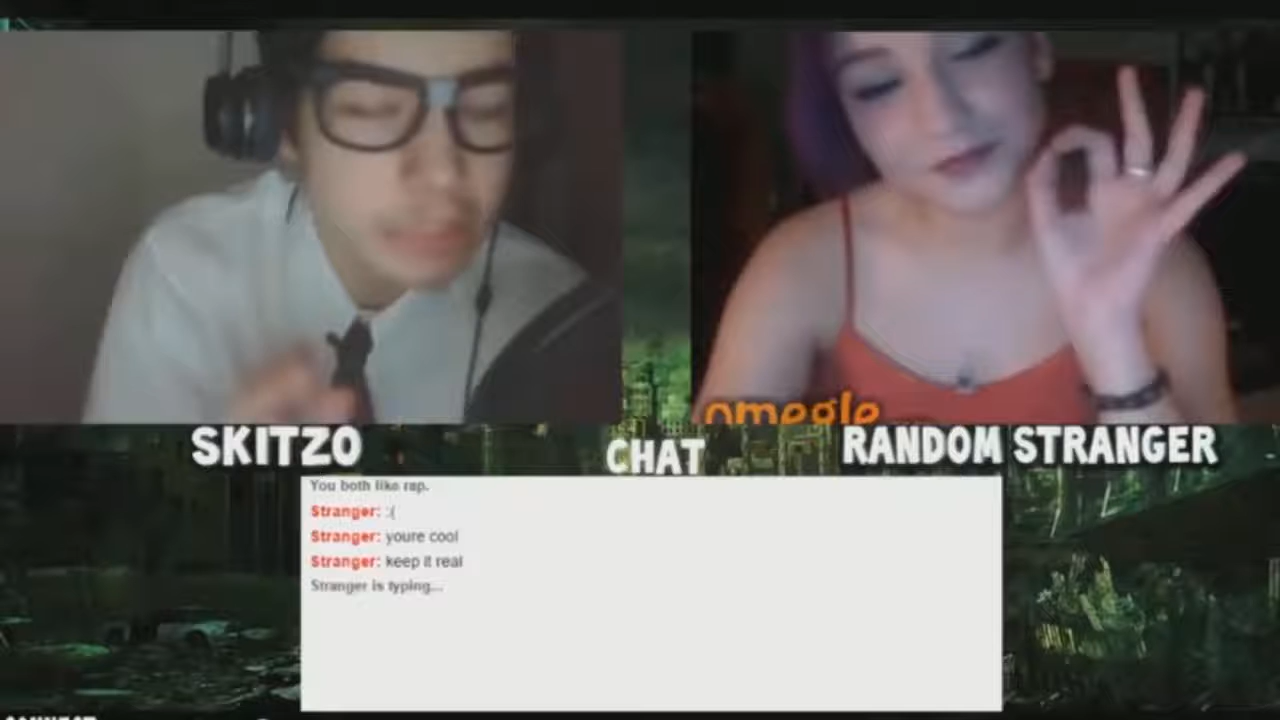 omegle
SKITZO
CHAT
RANDOM STRANGER
You both like rap.
Stranger: :(
Stranger: youre cool
Stranger: keep it real
Stranger is typing...